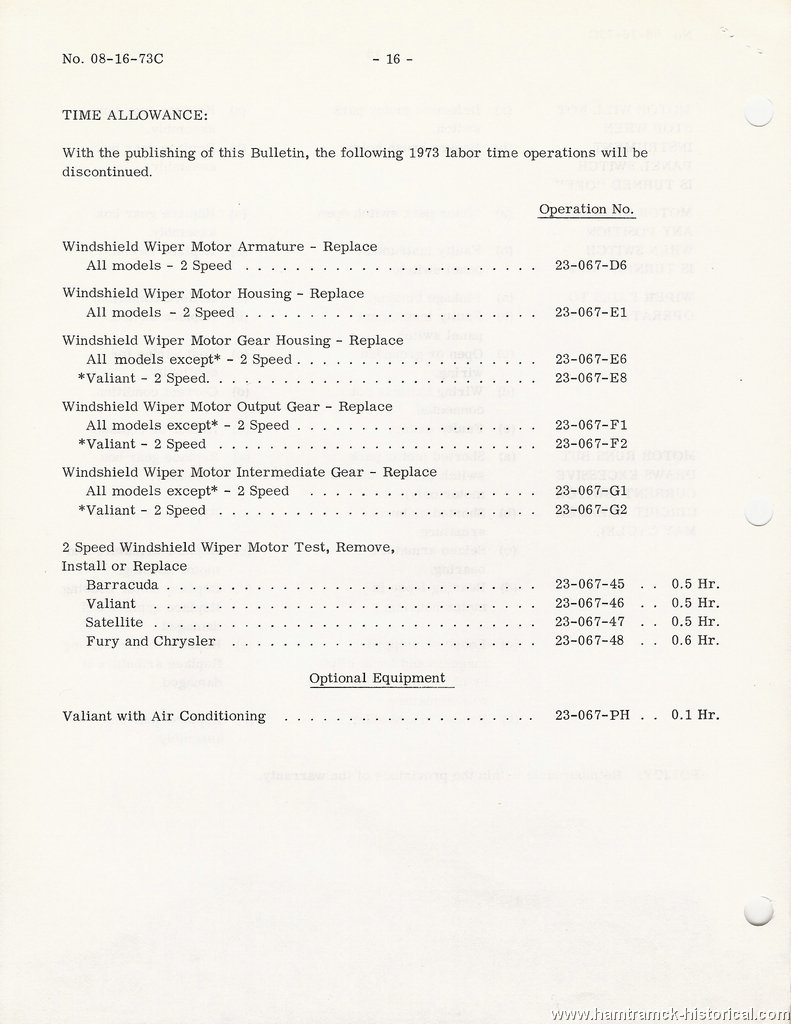 No. 08-16-73C - 16 -
TIME ALLOWANCE:
With the publishing of this Bulletin, the following 1973 labor time operations will be
discontinued.
Operation No.
Windshield Wiper Motor Armature - Replace
All models - 2 Speed . . . . . . . . . . . . . . . . . . . . . . . 23-067-D6
Windshield Wiper Motor Housing - Replace
All models - 2 Speed . . . . . . . . . . . . . . . . . . . . . . . 23-067-E1
Windshield Wiper Motor Gear Housing - Replace
All models except* - 2 Speed . . . . . . . . . . . . . . . . . . . 23-067-E6
*Valiant - 2 Speed. . . . . . . . . . . . . . . . . . . . . . . . . . 23-067-E8
Windshield Wiper Motor Output Gear - Replace
All models except* - 2 Speed . . . . . . . . . . . . . . . . . . . 23-067-F1
*Valiant - 2 Speed . . . . . . . . . . . . . . . . . . . . . . . . . 23-067-F2
Windshield Wiper Motor Intermediate Gear - Replace
All models except* - 2 Speed . . . . . . . . . . . . . . . . . . 23-067-G1
*Valiant - 2 Speed . . . . . . . . . . . . . . . . . . . . . . . . . 23-067-G2
2 Speed Windshield Wiper Motor Test, Remove,
Install or Replace
Barracuda . . . . . . . . . . . . . . . . . . . . . . . . . . . . . 23-067-45 . . 0.5 Hr.
Valiant . . . . . . . . . . . . . . . . . . . . . . . . . . . . . . 23-067-46 . . 0.5 Hr.
Satellite . . . . . . . . . . . . . . . . . . . . . . . . . . . . . . 23-067-47 . . 0.5 Hr.
Fury and Chrysler . . . . . . . . . . . . . . . . . . . . . . . . 23-067-48 . . 0.6 Hr.
Optional Equipment
Valiant with Air Conditioning . . . . . . . . . . . . . . . . . . . . 23-067-PH . . 0.1 Hr.
www.hamtramck-historical.com